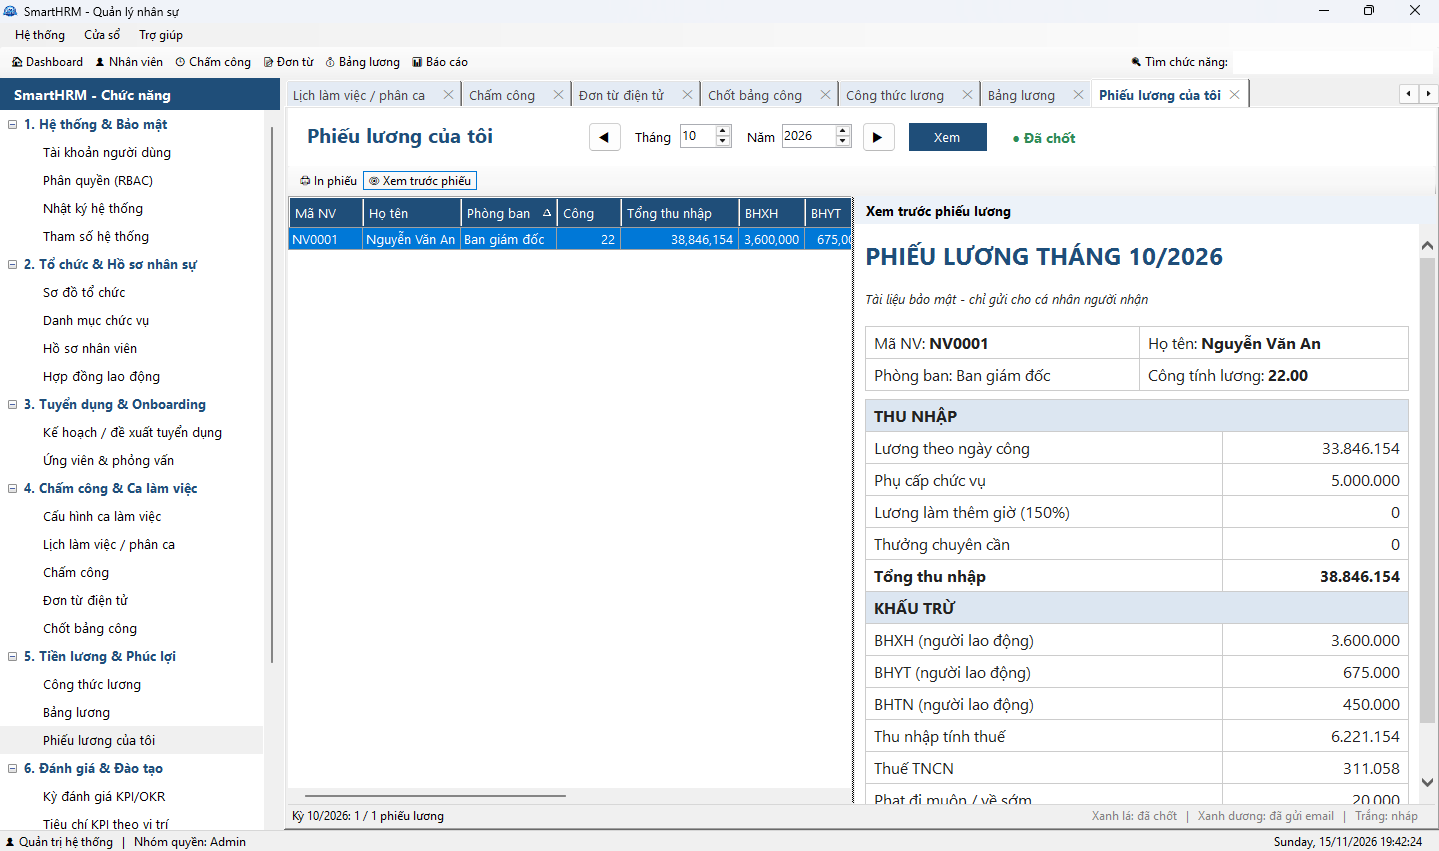 SmartHRM - Quản lý nhân sự
Hệ thống Cửa sổ Trợ giúp
Dashboard Nhân viên Chấm công Đơn từ Bảng lương Báo cáo Tìm chức năng:
SmartHRM - Chức năng
1. Hệ thống & Bảo mật
Tài khoản người dùng
Phân quyền (RBAC)
Nhật ký hệ thống
Tham số hệ thống
2. Tổ chức & Hồ sơ nhân sự
Sơ đồ tổ chức
Danh mục chức vụ
Hồ sơ nhân viên
Hợp đồng lao động
3. Tuyển dụng & Onboarding
Kế hoạch / đề xuất tuyển dụng
Ứng viên & phỏng vấn
4. Chấm công & Ca làm việc
Cấu hình ca làm việc
Lịch làm việc / phân ca
Chấm công
Đơn từ điện tử
Chốt bảng công
5. Tiền lương & Phúc lợi
Công thức lương
Bảng lương
Phiếu lương của tôi
6. Đánh giá & Đào tạo
Kỳ đánh giá KPI/OKR
Tiêu chí KPI theo vị trí
Lịch làm việc / phân ca Chấm công Đơn từ điện tử Chốt bảng công Công thức lương Bảng lương Phiếu lương của tôi
Phiếu lương của tôi Tháng 10 Năm 2026 Xem ● Đã chốt
In phiếu Xem trước phiếu
Mã NV Họ tên Phòng ban Công Tổng thu nhập BHXH BHYT
NV0001 Nguyễn Văn An Ban giám đốc 22 38,846,154 3,600,000 675,00
Xem trước phiếu lương
PHIẾU LƯƠNG THÁNG 10/2026
Tài liệu bảo mật - chỉ gửi cho cá nhân người nhận
Mã NV: NV0001 Họ tên: Nguyễn Văn An
Phòng ban: Ban giám đốc Công tính lương: 22.00
THU NHẬP
Lương theo ngày công 33.846.154
Phụ cấp chức vụ 5.000.000
Lương làm thêm giờ (150%) 0
Thưởng chuyên cần 0
Tổng thu nhập 38.846.154
KHẤU TRỪ
BHXH (người lao động) 3.600.000
BHYT (người lao động) 675.000
BHTN (người lao động) 450.000
Thu nhập tính thuế 6.221.154
Thuế TNCN 311.058
Phạt đi muộn / về sớm 20.000
Kỳ 10/2026: 1 / 1 phiếu lương Xanh lá: đã chốt | Xanh dương: đã gửi email | Trắng: nháp
Quản trị hệ thống | Nhóm quyền: Admin Sunday, 15/11/2026 19:42:24